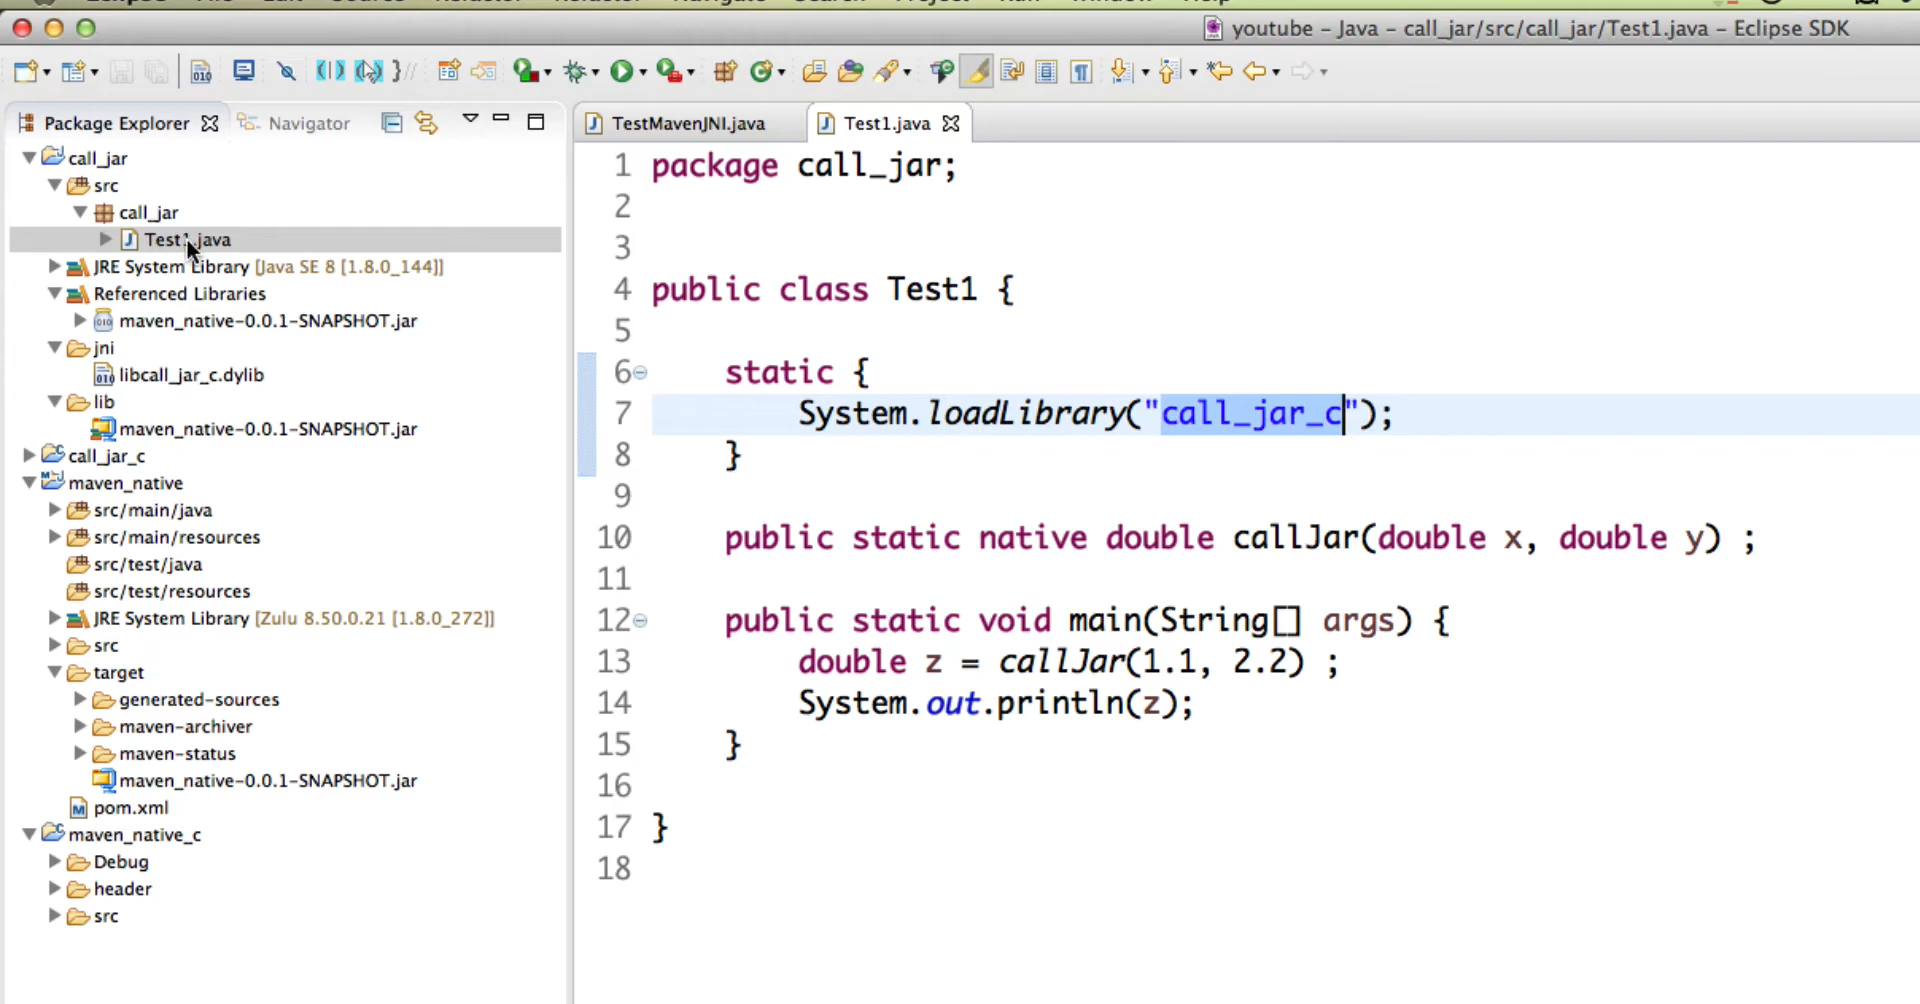 youtube – Java – call_jar/src/call_jar/Test1.java – Eclipse SDK
Package Explorer
Navigator
call_jar
src
call_jar
Test1.java
JRE System Library [Java SE 8 [1.8.0_144]]
Referenced Libraries
maven_native-0.0.1-SNAPSHOT.jar
jni
libcall_jar_c.dylib
lib
maven_native-0.0.1-SNAPSHOT.jar
call_jar_c
maven_native
src/main/java
src/main/resources
src/test/java
src/test/resources
JRE System Library [Zulu 8.50.0.21 [1.8.0_272]]
src
target
generated-sources
maven-archiver
maven-status
maven_native-0.0.1-SNAPSHOT.jar
pom.xml
maven_native_c
Debug
header
src
TestMavenJNI.java
Test1.java
1 package call_jar;
2
3
4 public class Test1 {
5
6 static {
7 System.loadLibrary("call_jar_c");
8 }
9
10 public static native double callJar(double x, double y) ;
11
12 public static void main(String[] args) {
13 double z = callJar(1.1, 2.2) ;
14 System.out.println(z);
15 }
16
17 }
18